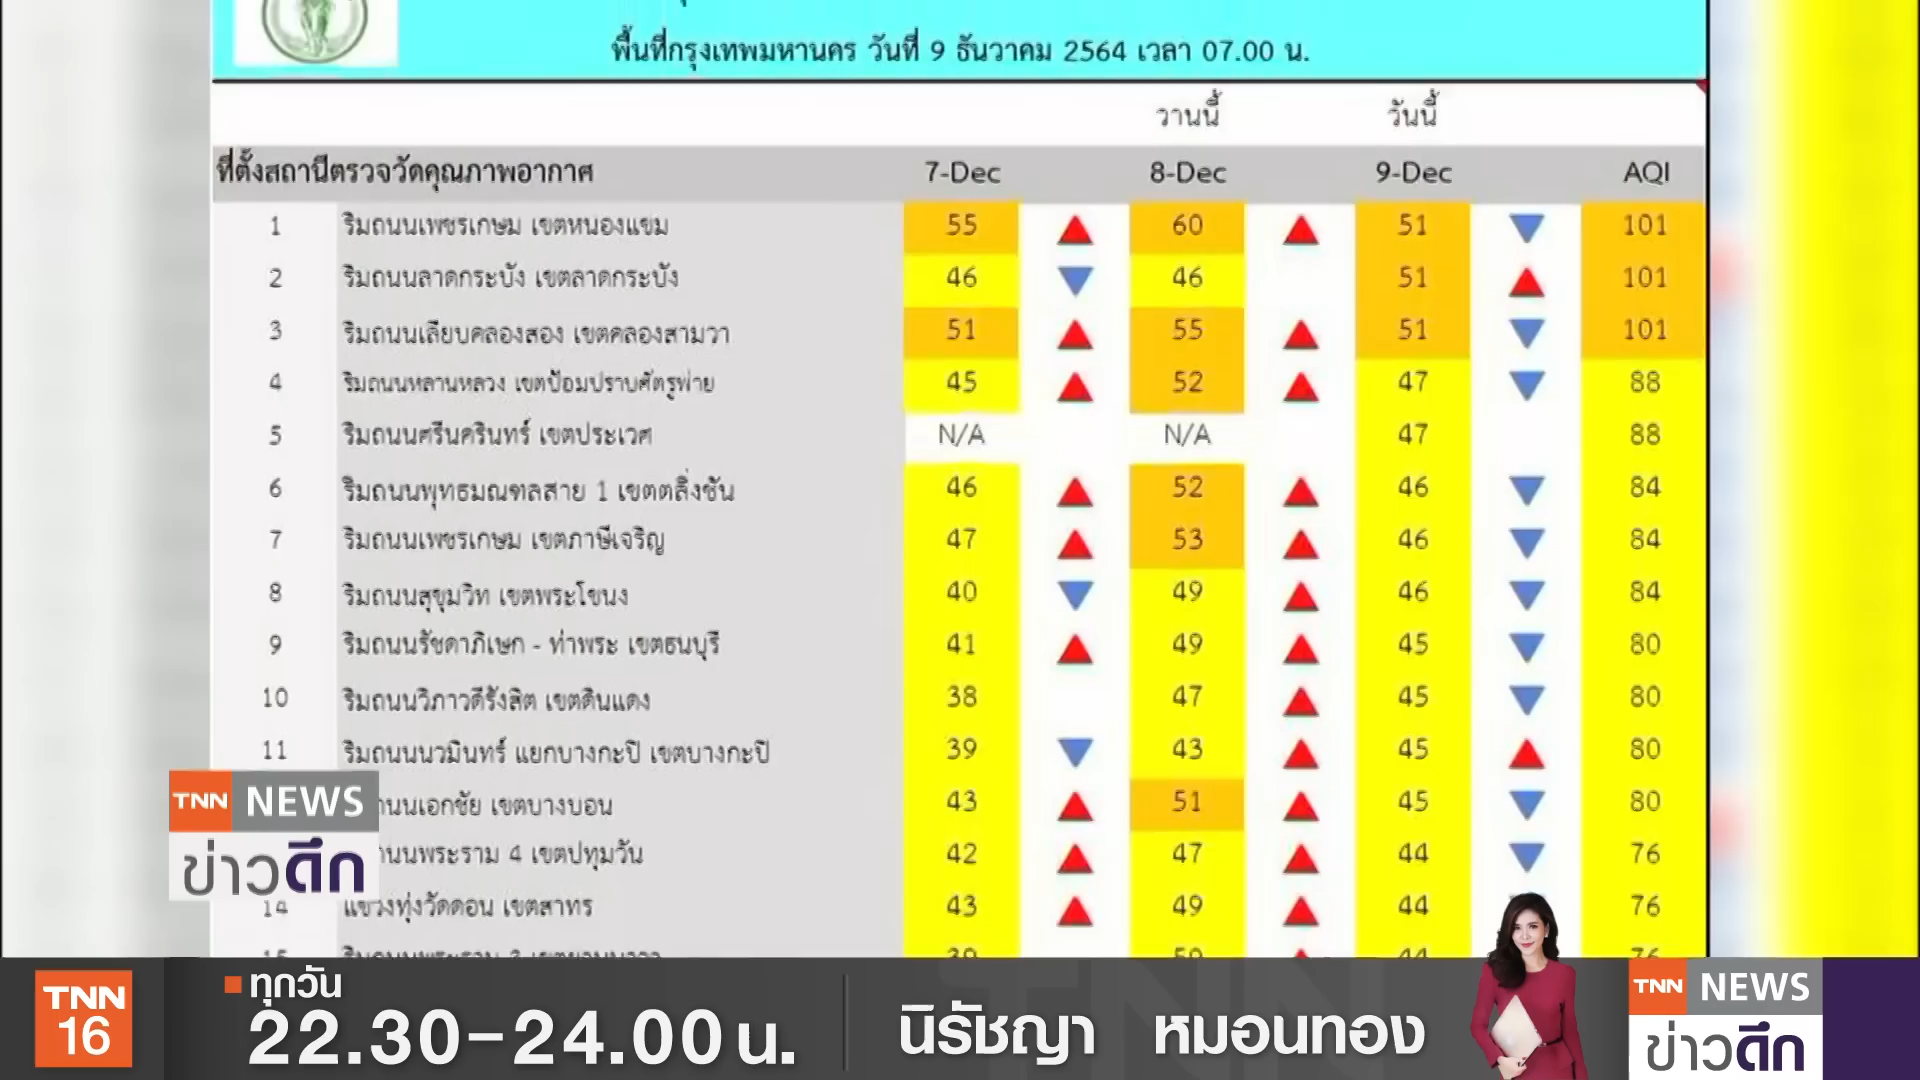 พื้นที่กรุงเทพมหานคร วันที่ 9 ธันวาคม 2564 เวลา 07.00 น.
วานนี้ วันนี้
ที่ตั้งสถานีตรวจวัดคุณภาพอากาศ 7-Dec 8-Dec 9-Dec AQI
1 ริมถนนเพชรเกษม เขตหนองแขม 55 60 51 101
2 ริมถนนลาดกระบัง เขตลาดกระบัง 46 46 51 101
3 ริมถนนเลียบคลองสอง เขตคลองสามวา 51 55 51 101
4 ริมถนนหลานหลวง เขตป้อมปราบศัตรูพ่าย 45 52 47 88
5 ริมถนนศรีนครินทร์ เขตประเวศ N/A N/A 47 88
6 ริมถนนพุทธมณฑลสาย 1 เขตตลิ่งชัน 46 52 46 84
7 ริมถนนเพชรเกษม เขตภาษีเจริญ 47 53 46 84
8 ริมถนนสุขุมวิท เขตพระโขนง 40 49 46 84
9 ริมถนนรัชดาภิเษก - ท่าพระ เขตธนบุรี 41 49 45 80
10 ริมถนนวิภาวดีรังสิต เขตดินแดง 38 47 45 80
11 ริมถนนนวมินทร์ แยกบางกะปิ เขตบางกะปิ 39 43 45 80
านนเอกชัย เขตบางบอน 43 51 45 80
านนพระราม 4 เขตปทุมวัน 42 47 44 76
14 แขวงทุ่งวัดดอน เขตสาทร 43 49 44 76
TNN NEWS
ข่าวดึก
TNN
16
ทุกวัน
22.30-24.00 น.
นิรัชญา หมอนทอง
TNN NEWS
ข่าวดึก